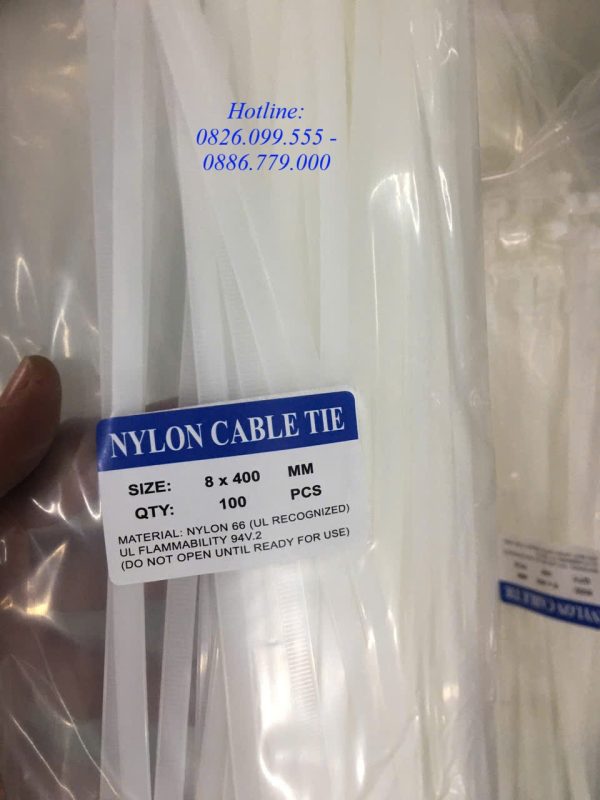 Hotline:
0826.099.555 -
0886.779.000
NYLON CABLE TIE
SIZE: 8 x 400 MM
QTY: 100 PCS
MATERIAL: NYLON 66 (UL RECOGNIZED)
UL FLAMMABILITY 94V.2
(DO NOT OPEN UNTIL READY FOR USE)
NYLON CABLE TIE